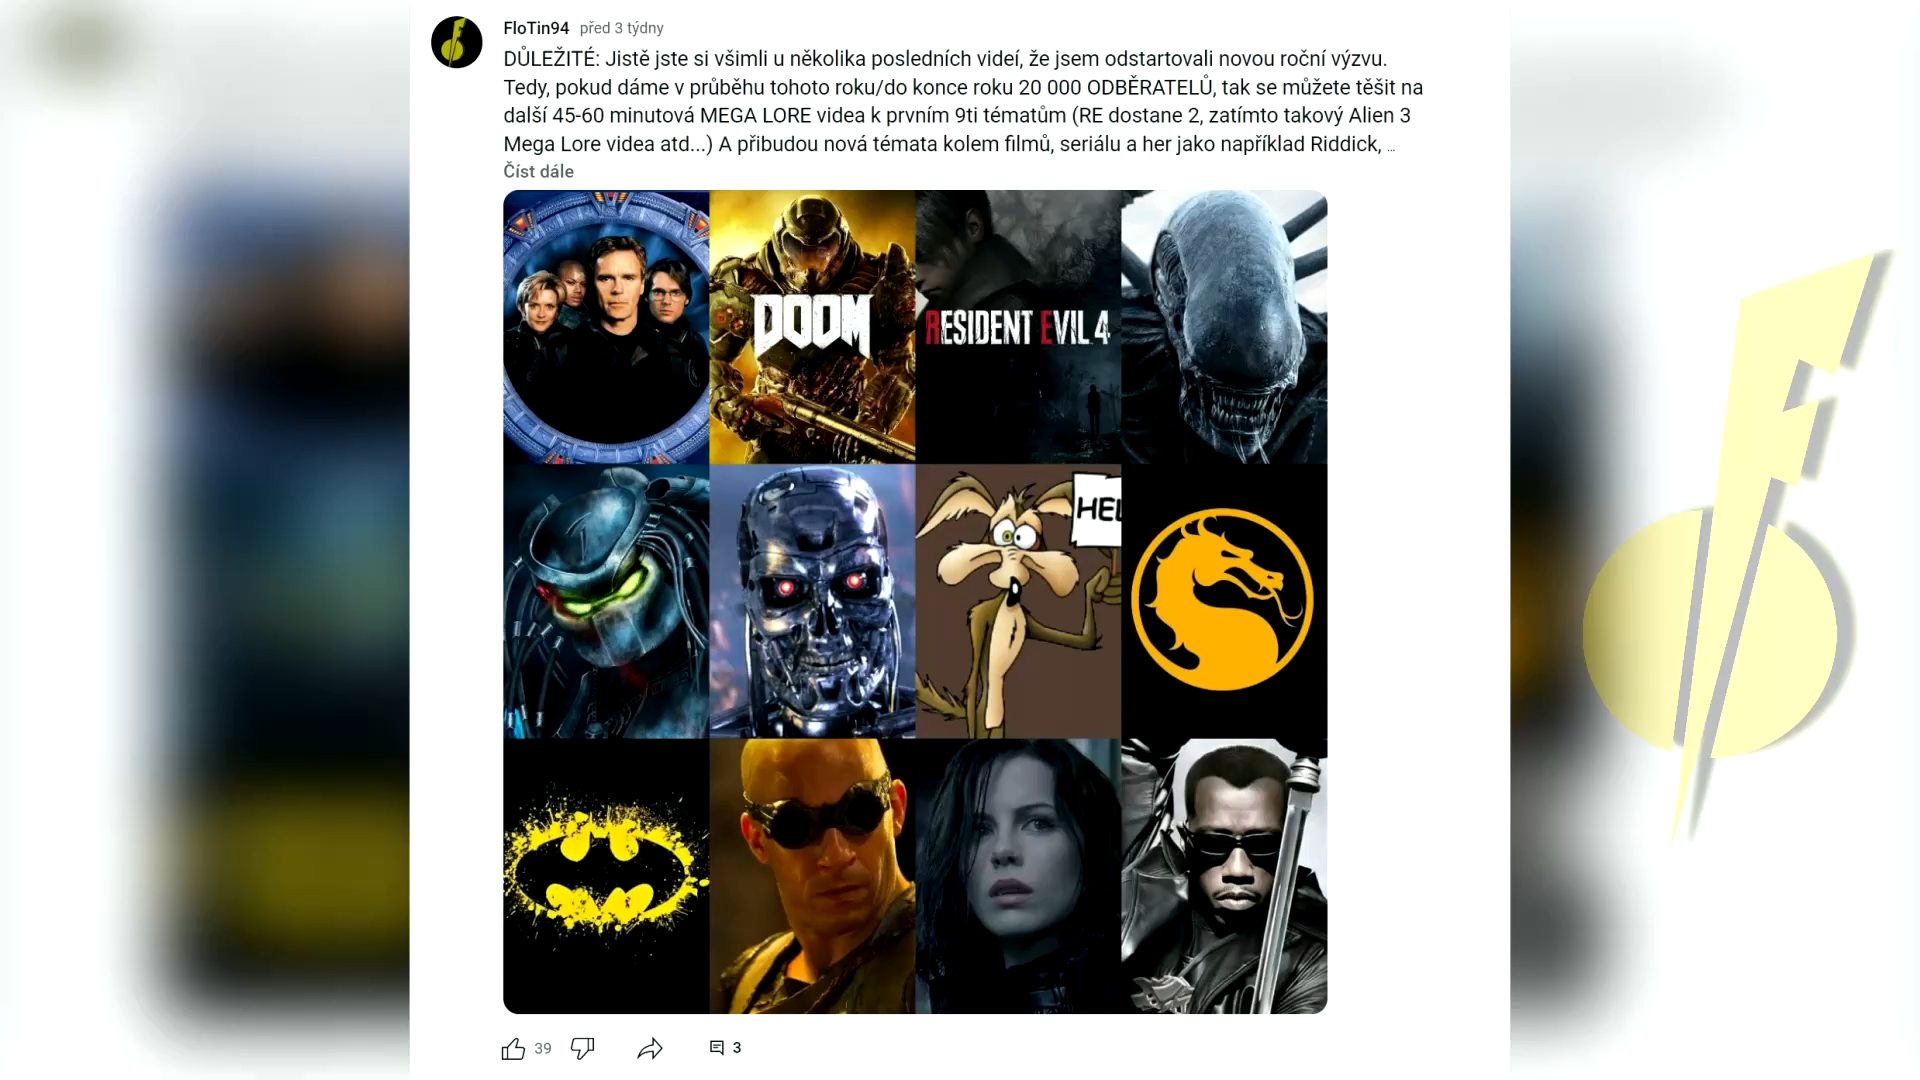 FloTin94 před 3 týdny
DŮLEŽITÉ: Jistě jste si všimli u několika posledních videí, že jsem odstartovali novou roční výzvu.
Tedy, pokud dáme v průběhu tohoto roku/do konce roku 20 000 ODBĚRATELŮ, tak se můžete těšit na
další 45-60 minutová MEGA LORE videa k prvním 9ti tématům (RE dostane 2, zatímto takový Alien 3
Mega Lore videa atd...) A přibudou nová témata kolem filmů, seriálu a her jako například Riddick, ...
Číst dále
DOOM
RESIDENT EVIL 4
HEL
39
3